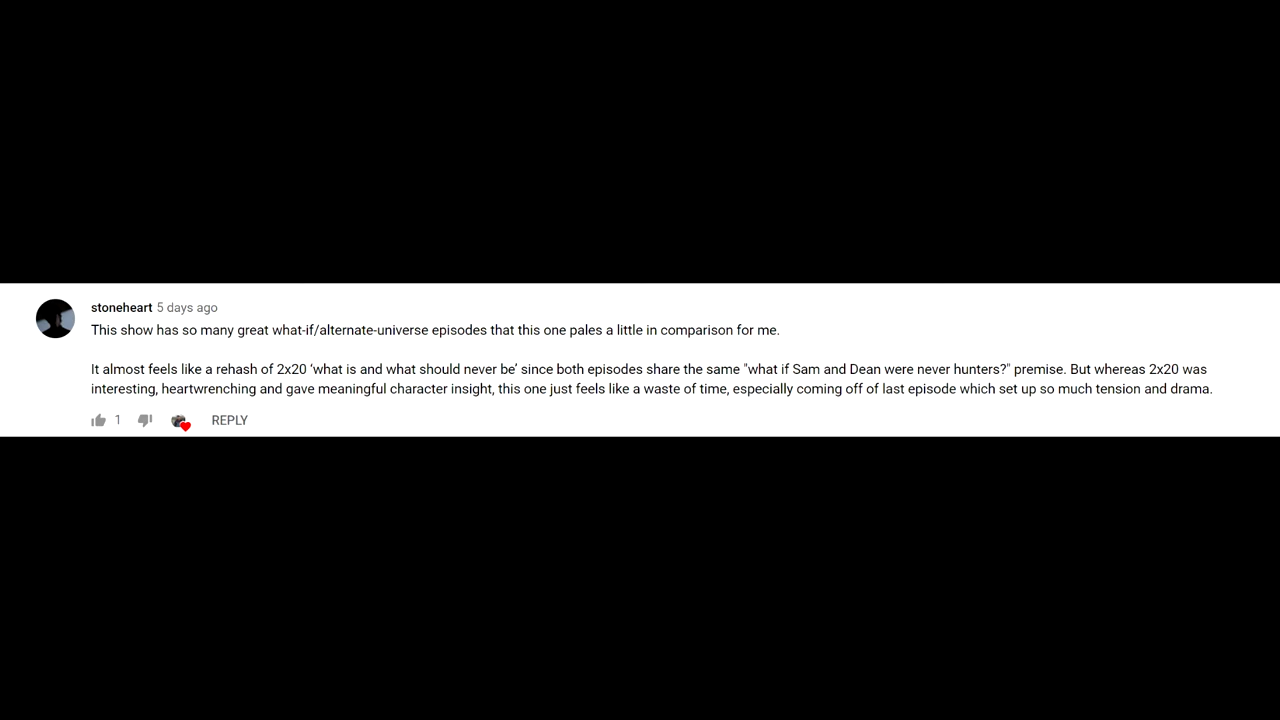 stoneheart 5 days ago
This show has so many great what-if/alternate-universe episodes that this one pales a little in comparison for me.
It almost feels like a rehash of 2x20 ‘what is and what should never be’ since both episodes share the same "what if Sam and Dean were never hunters?" premise. But whereas 2x20 was
interesting, heartwrenching and gave meaningful character insight, this one just feels like a waste of time, especially coming off of last episode which set up so much tension and drama.
1 REPLY